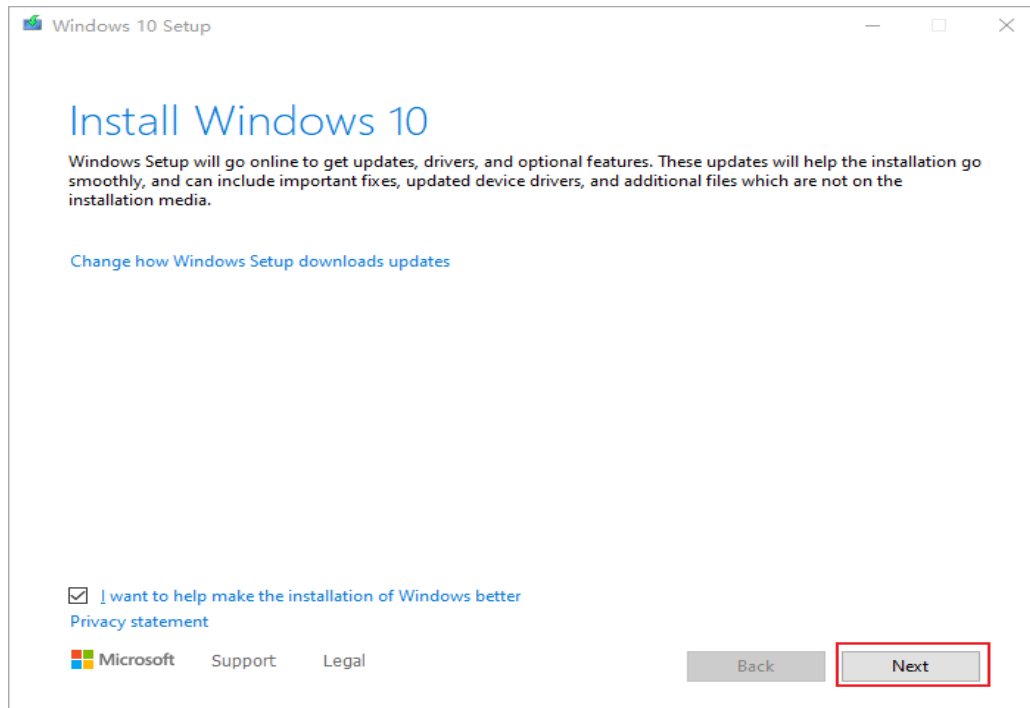 Windows 10 Setup
Install Windows 10
Windows Setup will go online to get updates, drivers, and optional features. These updates will help the installation go
smoothly, and can include important fixes, updated device drivers, and additional files which are not on the
installation media.
Change how Windows Setup downloads updates
I want to help make the installation of Windows better
Privacy statement
Microsoft Support Legal Back Next